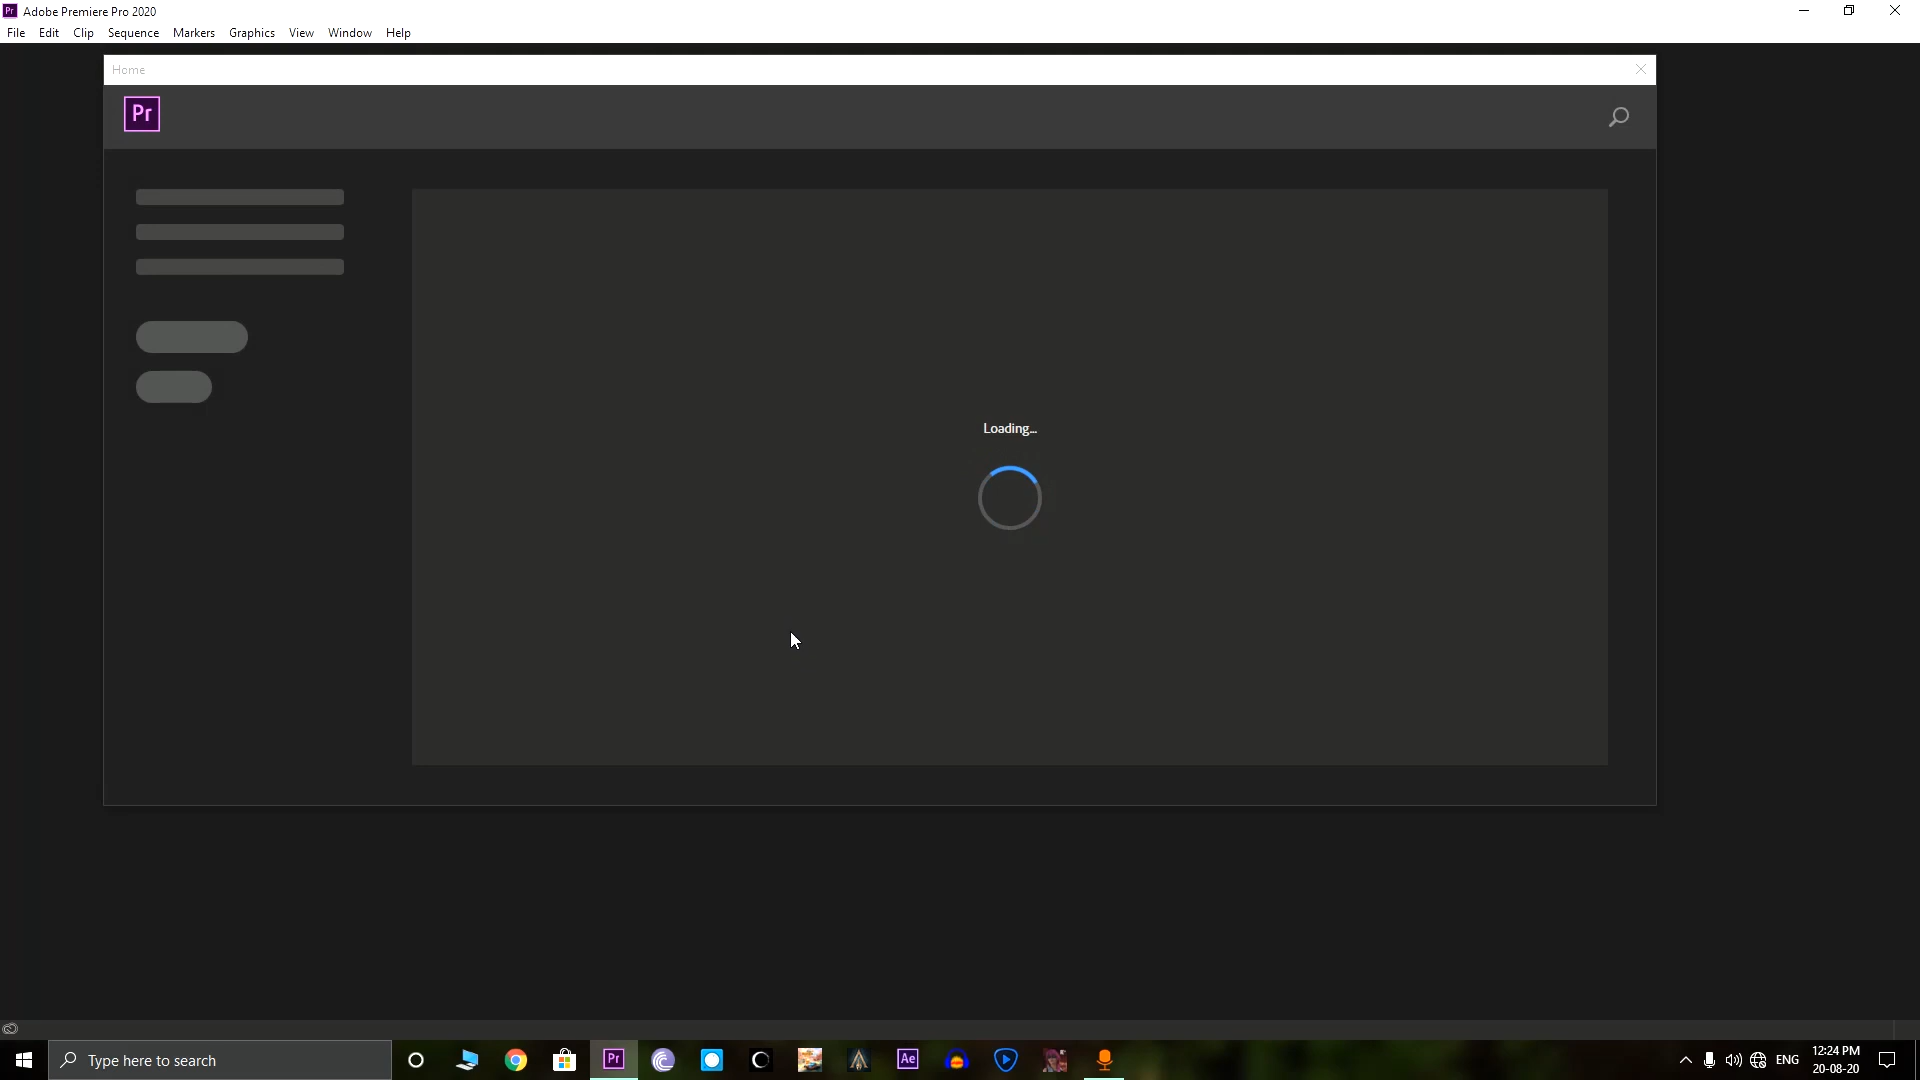 Pr Adobe Premiere Pro 2020
File Edit Clip Sequence Markers Graphics View Window Help
Home
Pr
Loading...
Type here to search
Pr
Ae
ENG
12:24 PM
20-08-20